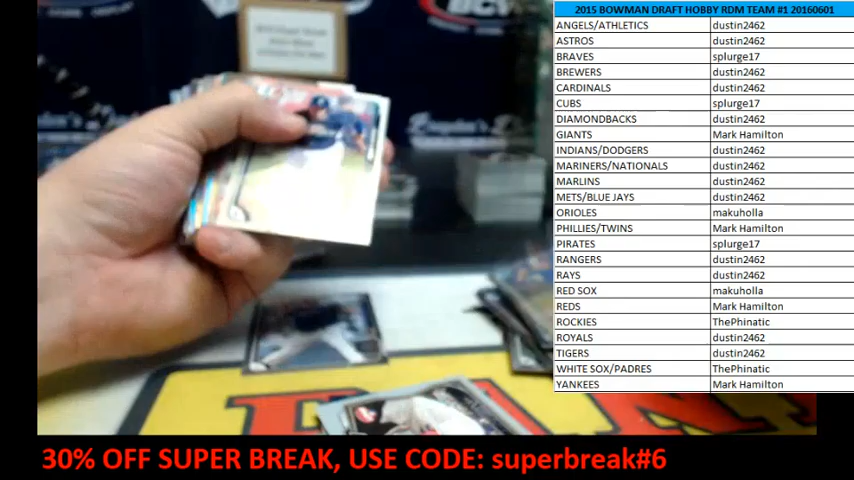 2015 BOWMAN DRAFT HOBBY RDM TEAM #1 20160601
ANGELS/ATHLETICS dustin2462
ASTROS dustin2462
BRAVES splurge17
BREWERS dustin2462
CARDINALS dustin2462
CUBS splurge17
DIAMONDBACKS dustin2462
GIANTS Mark Hamilton
INDIANS/DODGERS dustin2462
MARINERS/NATIONALS dustin2462
MARLINS dustin2462
METS/BLUE JAYS dustin2462
ORIOLES makuholla
PHILLIES/TWINS Mark Hamilton
PIRATES splurge17
RANGERS dustin2462
RAYS dustin2462
RED SOX makuholla
REDS Mark Hamilton
ROCKIES ThePhinatic
ROYALS dustin2462
TIGERS dustin2462
WHITE SOX/PADRES ThePhinatic
YANKEES Mark Hamilton
30% OFF SUPER BREAK, USE CODE: superbreak#6